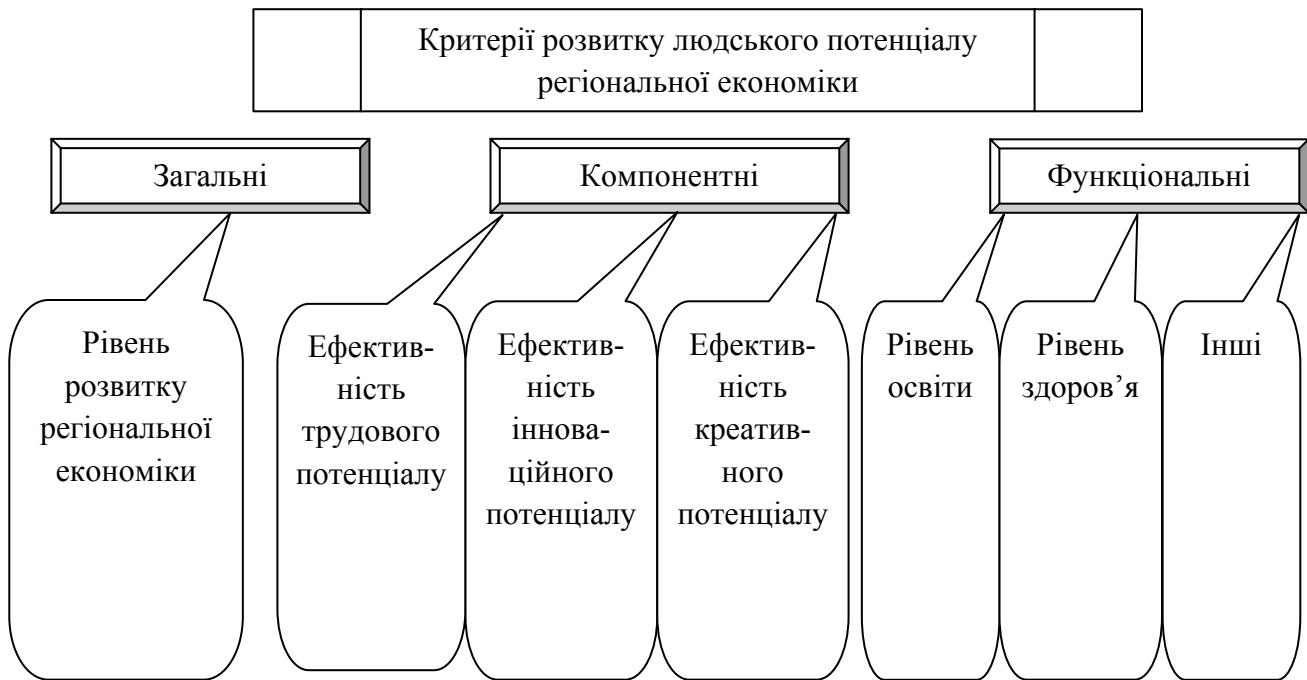 Критерії розвитку людського потенціалу
регіональної економіки
Загальні
Компонентні
Функціональні
Рівень
розвитку
регіональної
економіки
Ефектив-
ність
трудового
потенціалу
Ефектив-
ність
іннова-
ційного
потенціалу
Ефектив-
ність
креатив-
ного
потенціалу
Рівень
освіти
Рівень
здоров’я
Інші